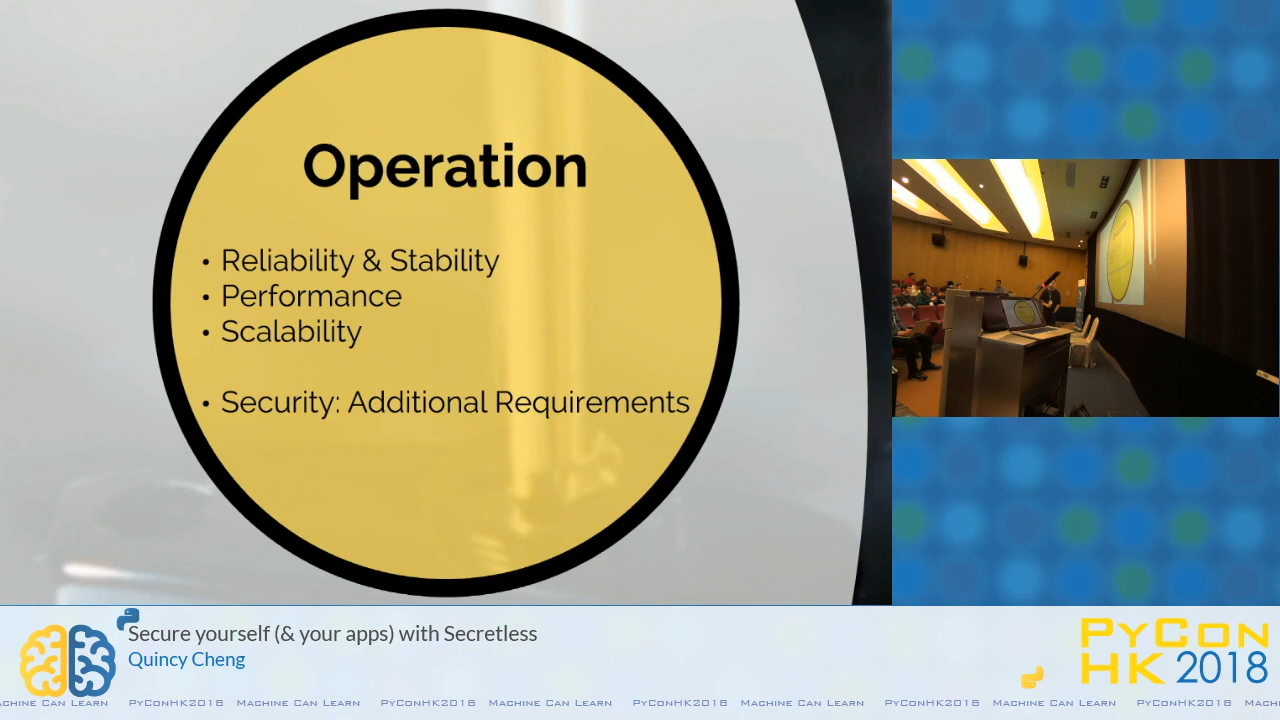 Operation
• Reliability & Stability
• Performance
• Scalability
• Security: Additional Requirements
Secure yourself (& your apps) with Secretless
Quincy Cheng
PyCon
HK 2018
achine Can Learn PyConHK2018 Machine Can Learn PyConHK2018 Machine Can Learn PyConHK2018 Machine Can Learn PyConHK2018 Machine Can Learn PyConHK2018 Mach